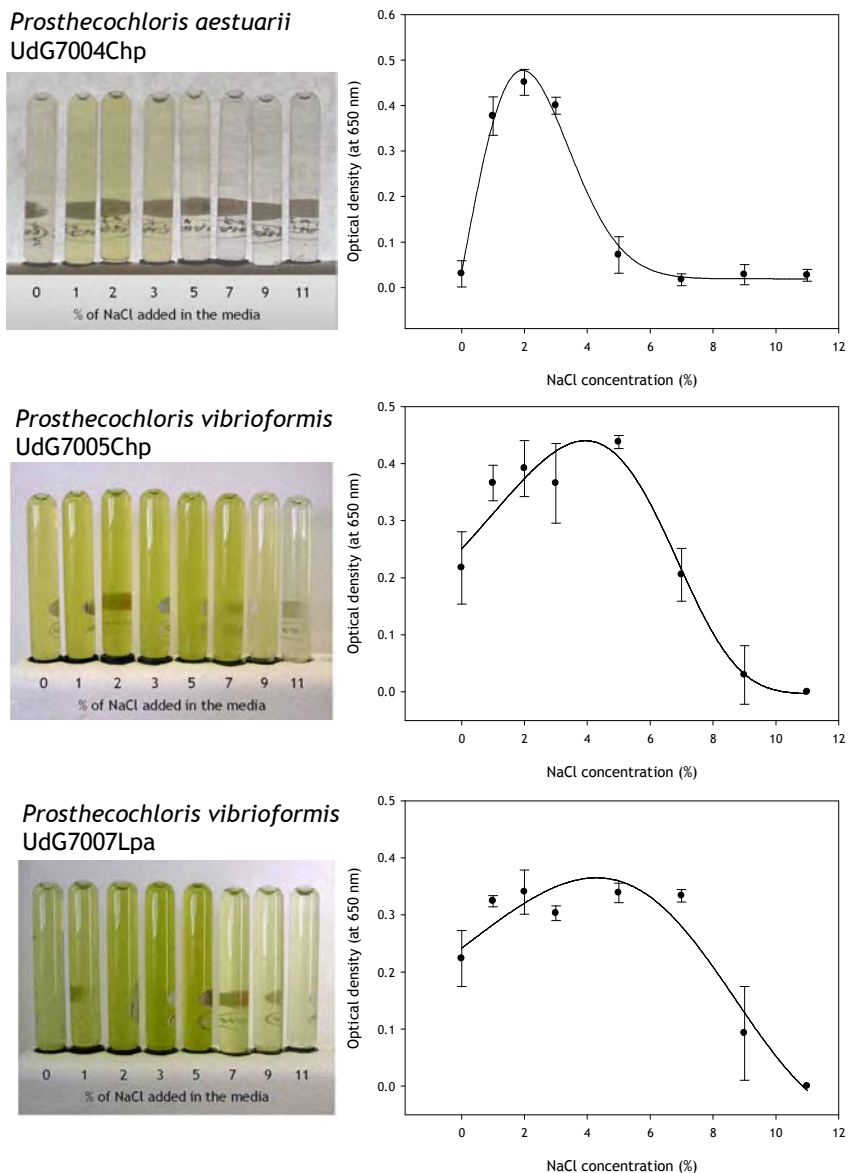 Prosthecochloris aestuarii
UdG7004Chp
0 1 2 3 5 7 9 11
% of NaCl added in the media
Optical density (at 650 nm)
0.6
0.5
0.4
0.3
0.2
0.1
0.0
0 2 4 6 8 10 12
NaCl concentration (%)
Prosthecochloris vibrioformis
UdG7005Chp
0 1 2 3 5 7 9 11
% of NaCl added in the media
Optical density (at 650 nm)
0.5
0.4
0.3
0.2
0.1
0.0
0 2 4 6 8 10 12
NaCl concentration (%)
Prosthecochloris vibrioformis
UdG7007Lpa
0 1 2 3 5 7 9 11
% of NaCl added in the media
Optical density (at 650 nm)
0.5
0.4
0.3
0.2
0.1
0.0
0 2 4 6 8 10 12
NaCl concentration (%)